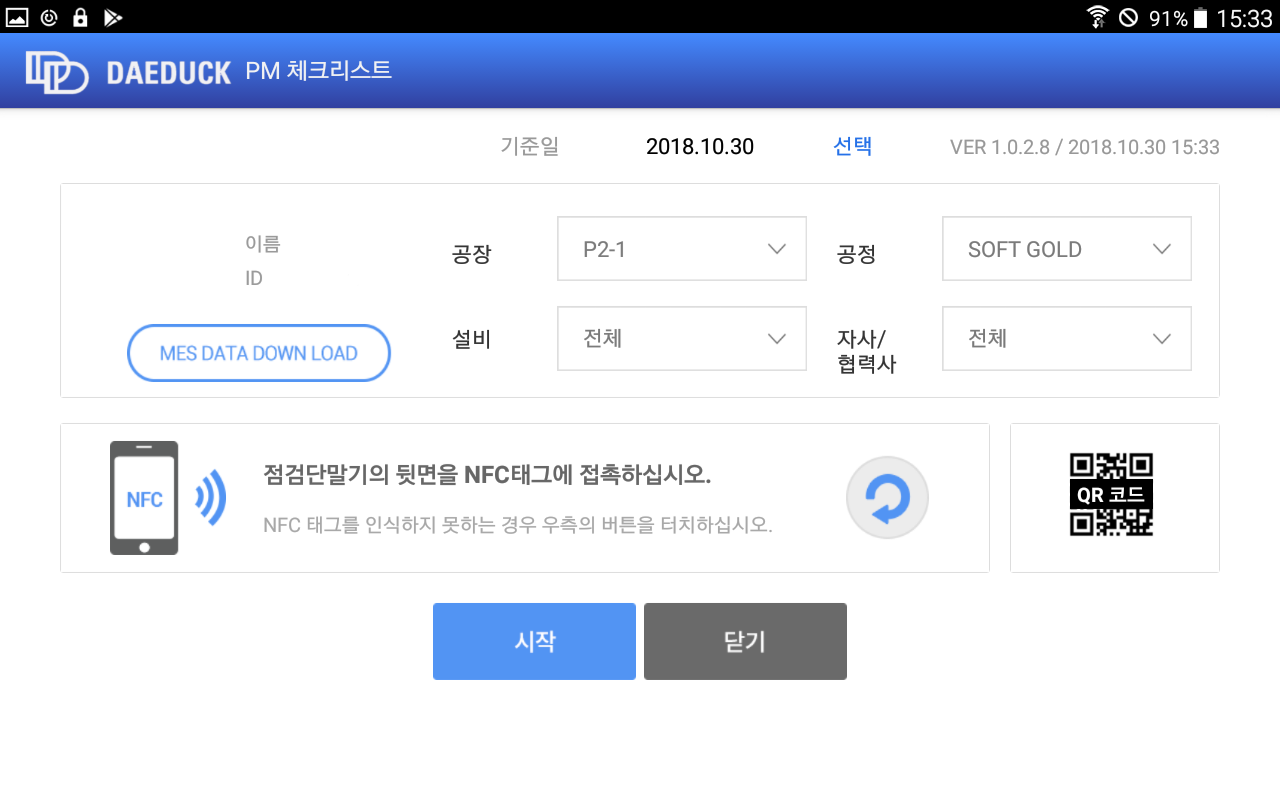 91% 15:33
DAEDUCK PM 체크리스트
기준일 2018.10.30 선택 VER 1.0.2.8 / 2018.10.30 15:33
이름
ID
MES DATA DOWN LOAD
공장 P2-1 공정 SOFT GOLD
설비 전체 자사/
협력사 전체
NFC
점검단말기의 뒷면을 NFC태그에 접촉하십시오.
NFC 태그를 인식하지 못하는 경우 우측의 버튼을 터치하십시오.
QR 코드
시작 닫기